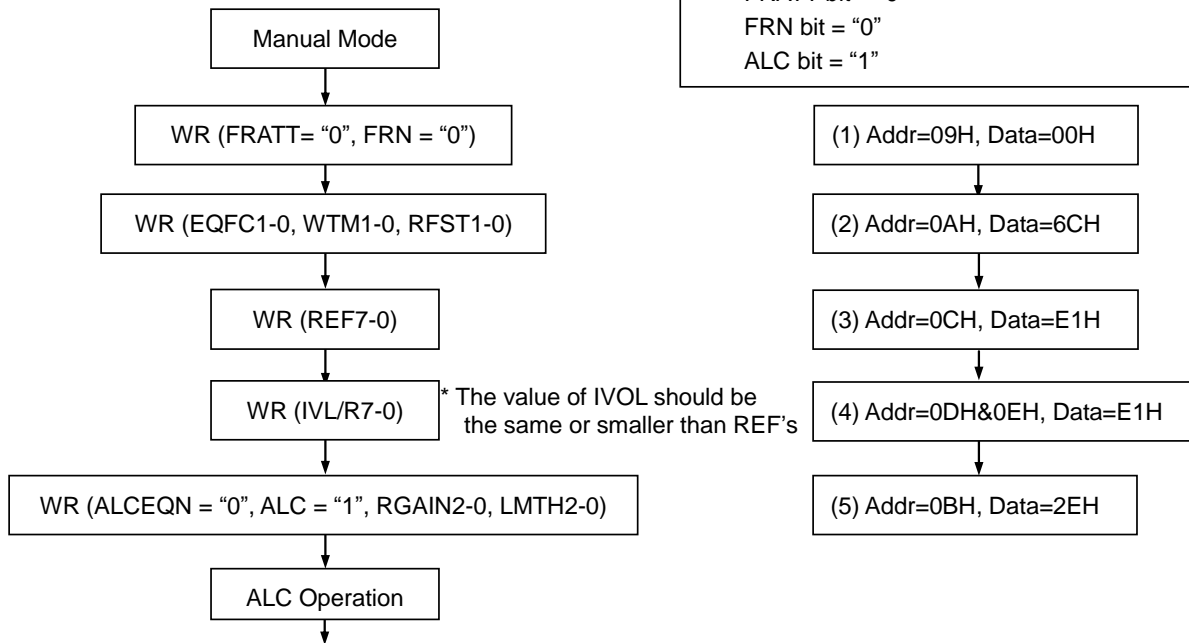 FRN bit = “0”
ALC bit = “1”
Manual Mode
WR (FRATT= “0”, FRN = “0”)
WR (EQFC1-0, WTM1-0, RFST1-0)
WR (REF7-0)
WR (IVL/R7-0)
* The value of IVOL should be
the same or smaller than REF’s
WR (ALCEQN = “0”, ALC = “1”, RGAIN2-0, LMTH2-0)
ALC Operation
(1) Addr=09H, Data=00H
(2) Addr=0AH, Data=6CH
(3) Addr=0CH, Data=E1H
(4) Addr=0DH&0EH, Data=E1H
(5) Addr=0BH, Data=2EH